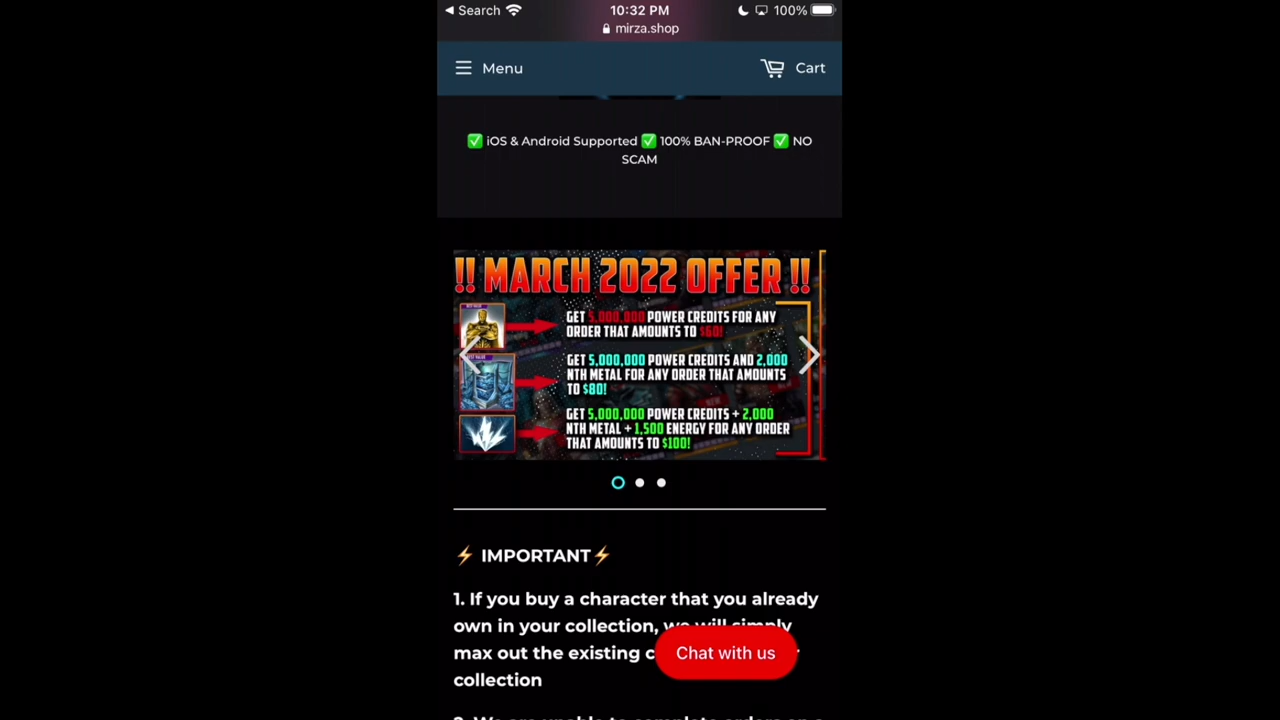 Search
10:32 PM
100%
mirza.shop
Menu
Cart
✅ iOS & Android Supported ✅ 100% BAN-PROOF ✅ NO
SCAM
!! MARCH 2022 OFFER !!
GET 5,000,000 POWER CREDITS FOR ANY
ORDER THAT AMOUNTS TO $60!
GET 5,000,000 POWER CREDITS AND 2,000
NTH METAL FOR ANY ORDER THAT AMOUNTS
TO $80!
GET 5,000,000 POWER CREDITS + 2,000
NTH METAL + 1,500 ENERGY FOR ANY ORDER
THAT AMOUNTS TO $100!
⚡ IMPORTANT⚡
1. If you buy a character that you already
own in your collection, we will simply
max out the existing
collection
Chat with us